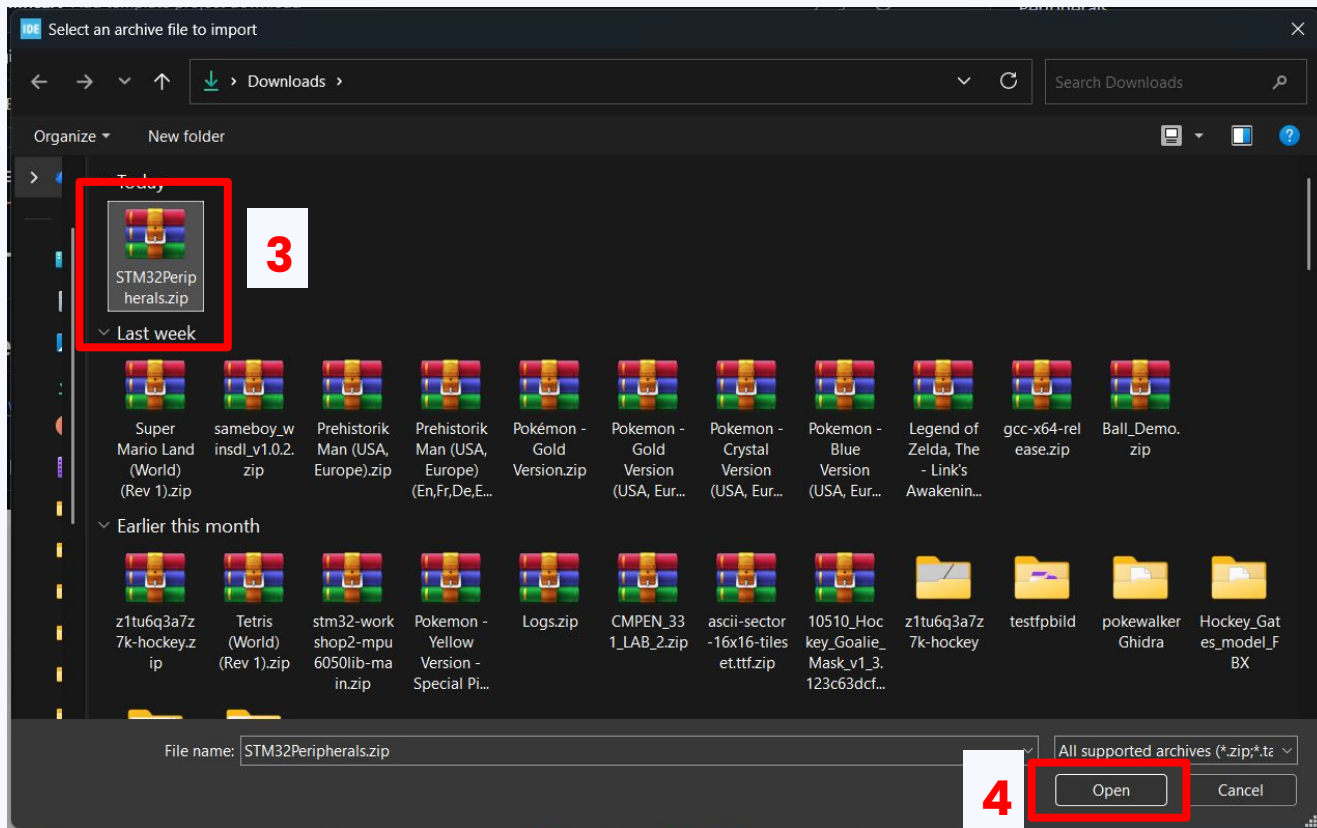 IDE Select an archive file to import
Downloads
Search Downloads
Organize
New folder
Today
STM32Perip
herals.zip
3
Last week
Super
Mario Land
(World)
(Rev 1).zip
sameboy_w
insdl_v1.0.2.
zip
Prehistorik
Man (USA,
Europe).zip
Prehistorik
Man (USA,
Europe)
(En,Fr,De,E...
Pokémon -
Gold
Version.zip
Pokemon -
Gold
Version
(USA, Eur...
Pokemon -
Crystal
Version
(USA, Eur...
Pokemon -
Blue
Version
(USA, Eur...
Legend of
Zelda, The
- Link's
Awakenin...
gcc-x64-rel
ease.zip
Ball_Demo.
zip
Earlier this month
z1tu6q3a7z
7k-hockey.z
ip
Tetris
(World)
(Rev 1).zip
stm32-work
shop2-mpu
6050lib-ma
in.zip
Pokemon -
Yellow
Version -
Special Pi...
Logs.zip
CMPEN_33
1_LAB_2.zip
ascii-sector
-16x16-tiles
et.ttf.zip
10510_Hoc
key_Goalie_
Mask_v1_3.
123c63dcf...
z1tu6q3a7z
7k-hockey
testfpbild
pokewalker
Ghidra
Hockey_Gat
es_model_F
BX
File name: STM32Peripherals.zip
All supported archives (*.zip;*.ta
4
Open
Cancel